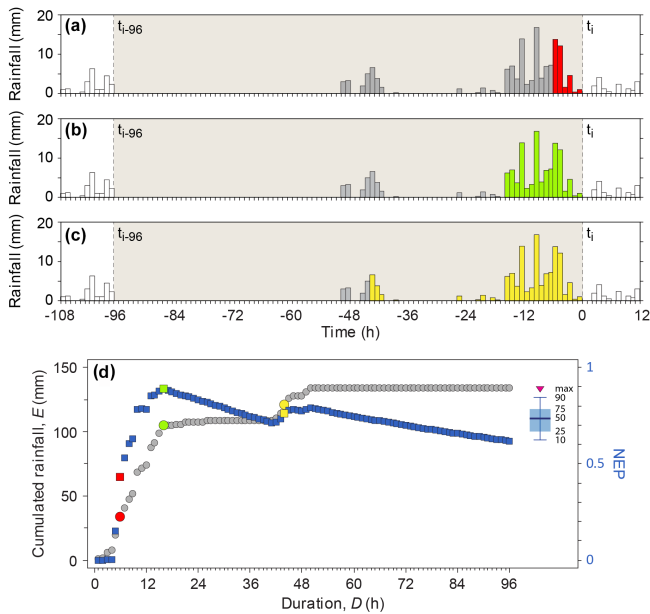 (a)
Rainfall (mm)
20
10
0
ti-96
ti
(b)
Rainfall (mm)
20
10
0
ti-96
ti
(c)
Rainfall (mm)
20
10
0
ti-96
ti
-108 -96 -84 -72 -60 -48 -36 -24 -12 0 12
Time (h)
(d)
Cumulated rainfall, E (mm)
150
100
50
0
1
0.5
0
NEP
max
90
75
50
25
10
0 12 24 36 48 60 72 84 96
Duration, D (h)